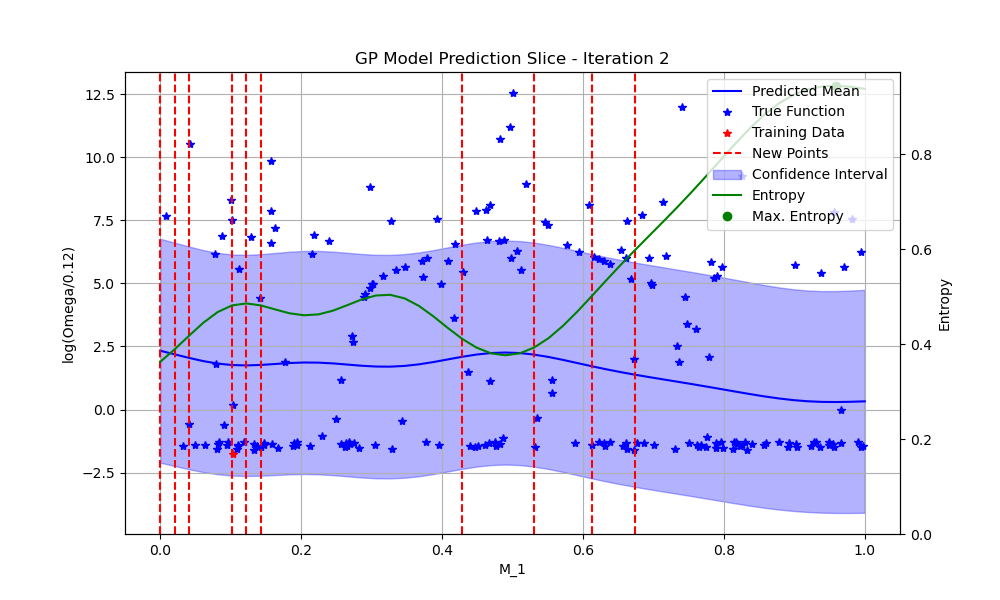 GP Model Prediction Slice - Iteration 2
12.5
10.0
7.5
5.0
2.5
0.0
−2.5
log(Omega/0.12)
0.0
0.2
0.4
0.6
0.8
1.0
M_1
0.8
0.6
0.4
0.2
0.0
Entropy
Predicted Mean
True Function
Training Data
New Points
Confidence Interval
Entropy
Max. Entropy